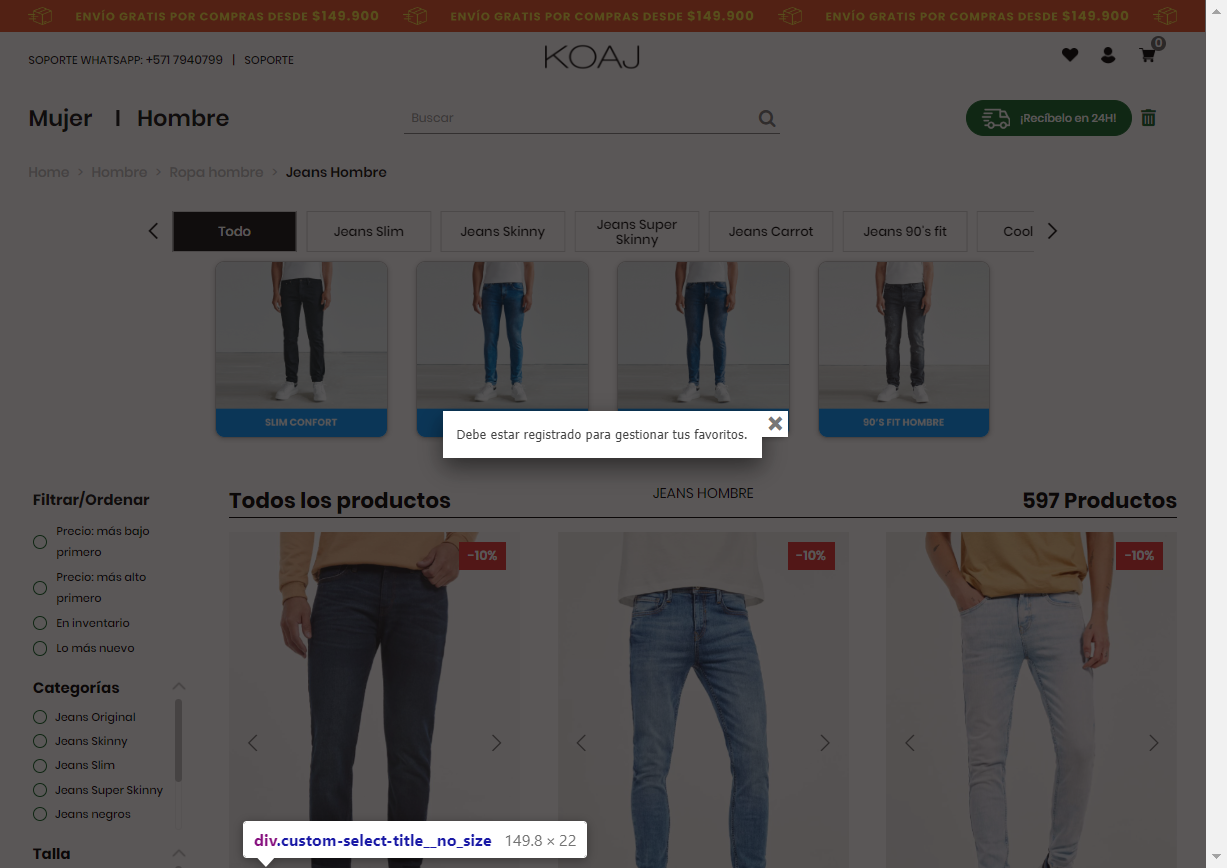 ENVÍO GRATIS POR COMPRAS DESDE $149.900 ENVÍO GRATIS POR COMPRAS DESDE $149.900 ENVÍO GRATIS POR COMPRAS DESDE $149.900
SOPORTE WHATSAPP: +571 7940799 | SOPORTE
KOAJ
0
Mujer | Hombre
Buscar
¡Recíbelo en 24H!
Home > Hombre > Ropa hombre > Jeans Hombre
Todo
Jeans Slim
Jeans Skinny
Jeans Super
Skinny
Jeans Carrot
Jeans 90's fit
Cool
SLIM CONFORT
90'S FIT HOMBRE
Debe estar registrado para gestionar tus favoritos.
Filtrar/Ordenar
Precio: más bajo
primero
Precio: más alto
primero
En inventario
Lo más nuevo
Categorías
Jeans Original
Jeans Skinny
Jeans Slim
Jeans Super Skinny
Jeans negros
Talla
Todos los productos
JEANS HOMBRE
597 Productos
-10%
-10%
-10%
div.custom-select-title__no_size 149.8 × 22